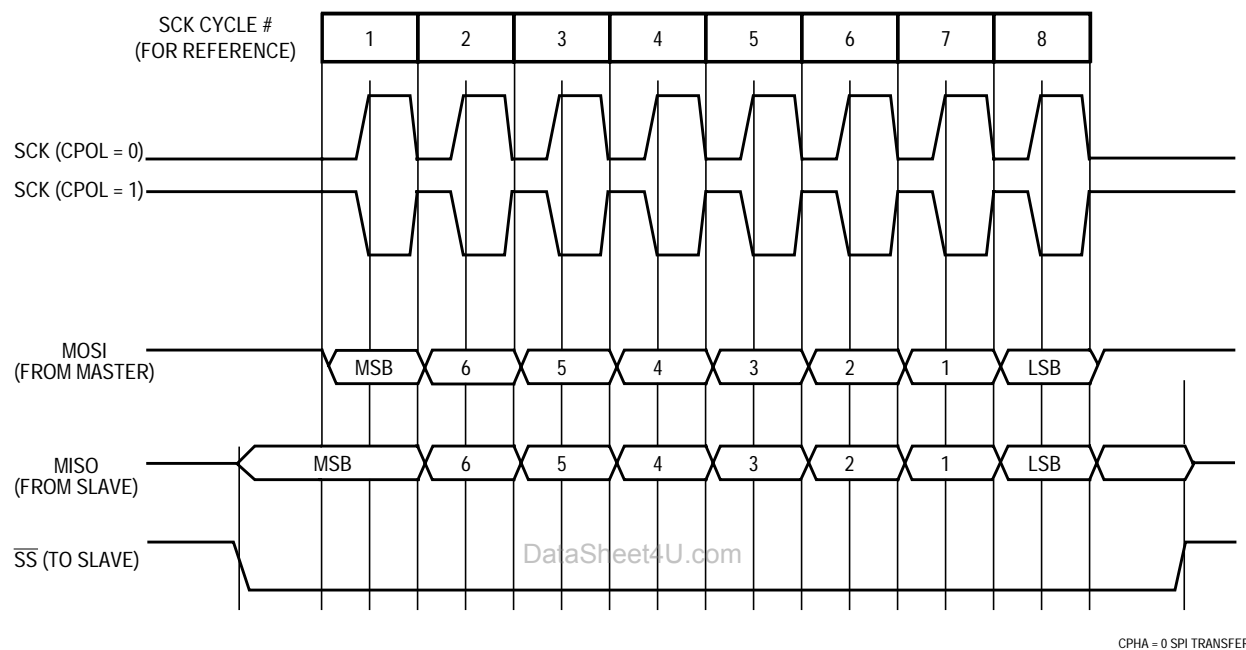 SCK CYCLE #
(FOR REFERENCE)
1 2 3 4 5 6 7 8
SCK (CPOL = 0)
SCK (CPOL = 1)
MOSI
(FROM MASTER)
MSB 6 5 4 3 2 1 LSB
MISO
(FROM SLAVE)
MSB 6 5 4 3 2 1 LSB
SS (TO SLAVE)
DataSheet4U.com
CPHA = 0 SPI TRANSFER